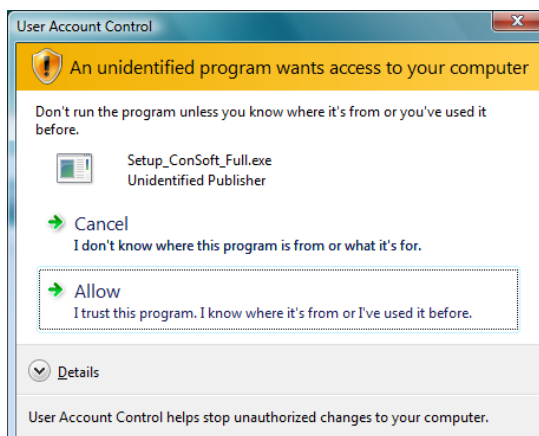 User Account Control
An unidentified program wants access to your computer
Don't run the program unless you know where it's from or you've used it
before.
Setup_ConSoft_Full.exe
Unidentified Publisher
Cancel
I don't know where this program is from or what it's for.
Allow
I trust this program. I know where it's from or I've used it before.
Details
User Account Control helps stop unauthorized changes to your computer.